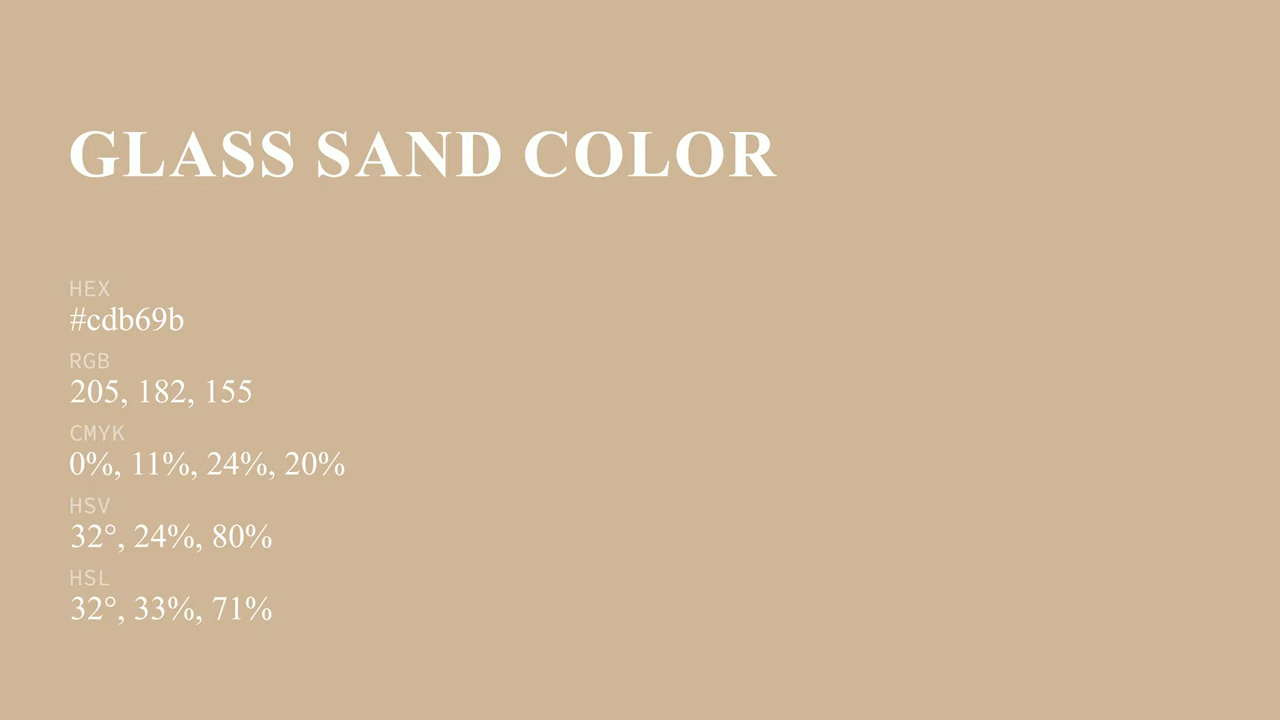 GLASS SAND COLOR
HEX
#cdb69b
RGB
205, 182, 155
CMYK
0%, 11%, 24%, 20%
HSV
32°, 24%, 80%
HSL
32°, 33%, 71%